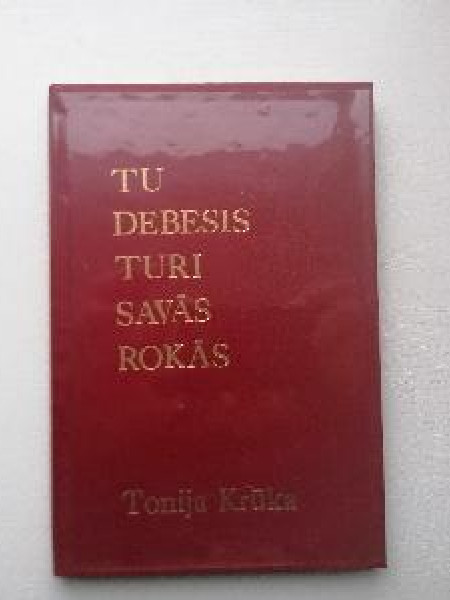 TU
DEBESIS
TURI
SAVĀS
ROKĀS
Tonija Krūka